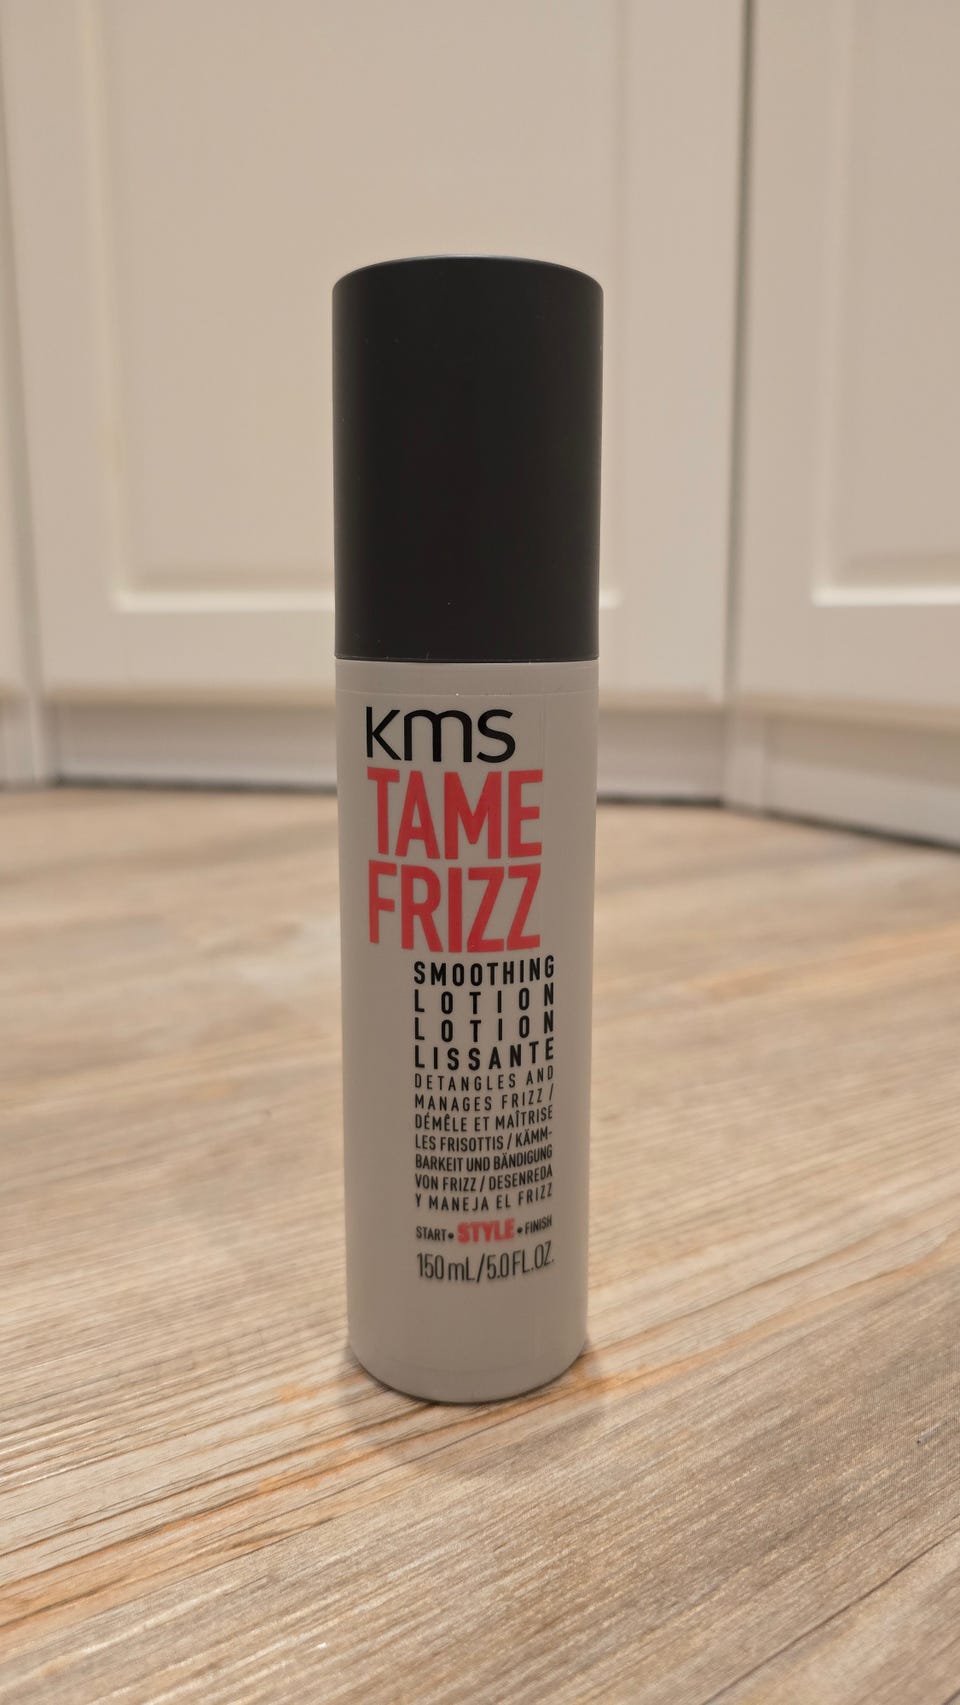 kms
TAME
FRIZZ
SMOOTHING
LOTION
LOTION
LISSANTE
DETANGLES AND
MANAGES FRIZZ /
DÉMÊLE ET MAÎTRISE
LES FRISOTTIS / KÄMM-
BARKEIT UND BÄNDIGUNG
VON FRIZZ / DESENREDA
Y MANEJA EL FRIZZ
START • STYLE • FINISH
150 mL/5.0 FL.OZ.